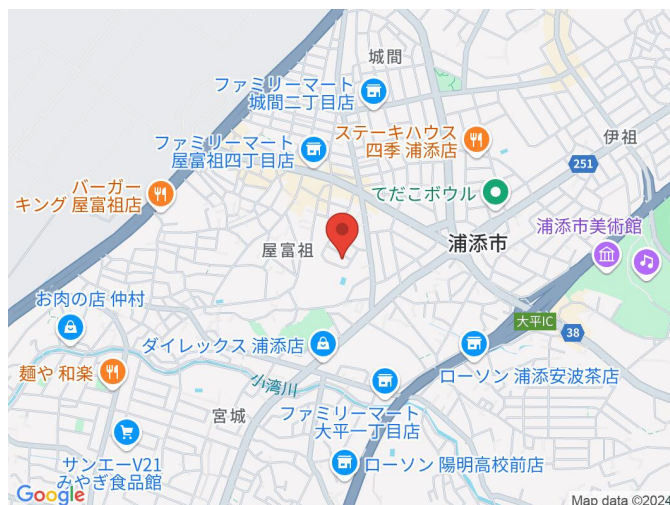 城間
ファミリーマート
城間二丁目店
ステーキハウス
四季 浦添店
伊祖
ファミリーマート
屋富祖四丁目店
251
バーガー
キング 屋富祖店
てだこボウル
浦添市美術館
屋富祖
浦添市
お肉の店 仲村
大平IC
38
ダイレックス 浦添店
麺や 和楽
小湾川
ローソン 浦添安波茶店
宮城
ファミリーマート
大平一丁目店
サンエーV21
みやぎ食品館
ローソン 陽明高校前店
Google
Map data ©2024